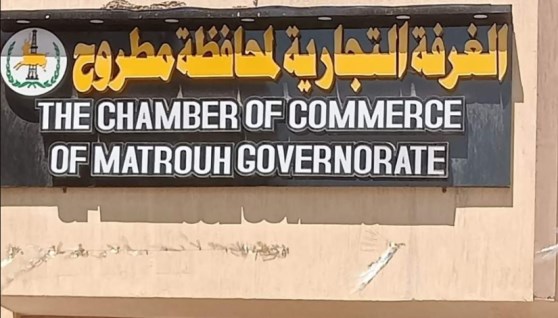 الغرفة التجارية لمحافظة مطروح
THE CHAMBER OF COMMERCE
OF MATROUH GOVERNORATE